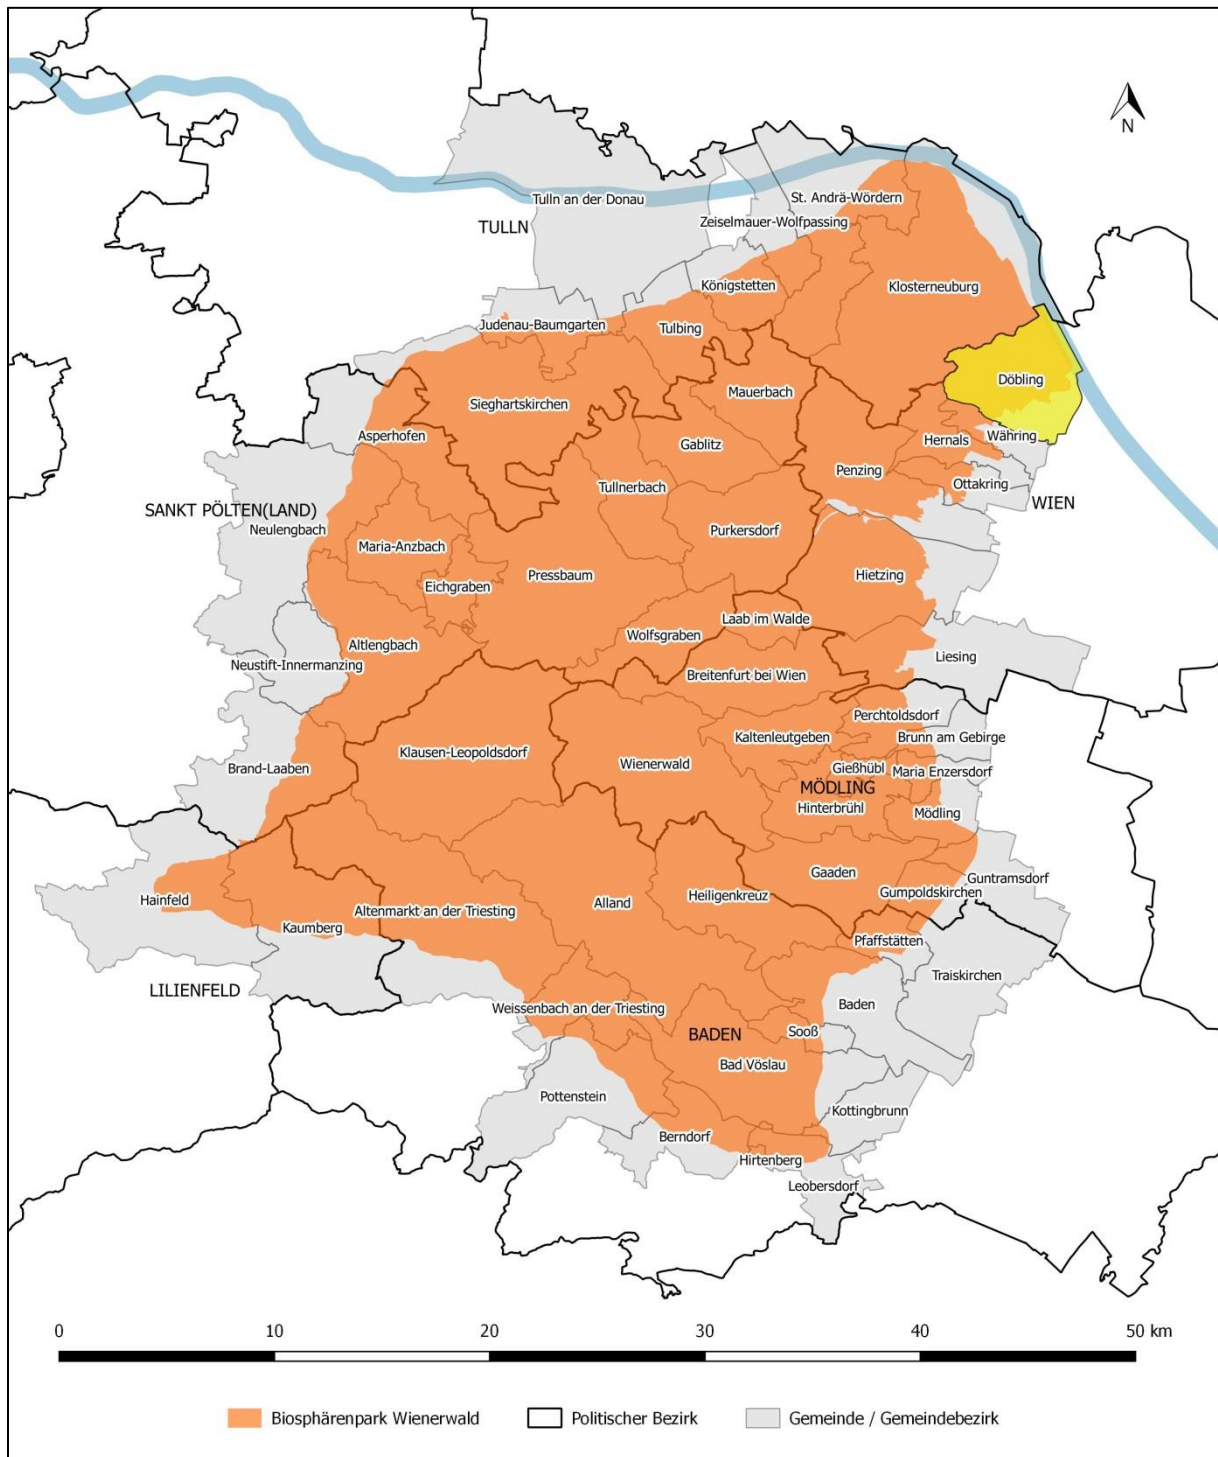 N
Tulln an der Donau
St. Andrä-Wördern
Zeiselmauer-Wolfpassing
TULLN
Königstetten
Klosterneuburg
Judenau-Baumgarten
Tulbing
Döbling
Mauerbach
Sieghartskirchen
Asperhofen
Gablitz
Hernals
Währing
Penzing
Tullnerbach
Ottakring
WIEN
SANKT PÖLTEN(LAND)
Neulengbach
Purkersdorf
Maria-Anzbach
Pressbaum
Hietzing
Eichgraben
Laab im Walde
Wolfsgraben
Altlengbach
Liesing
Neustift-Innermanzing
Breitenfurt bei Wien
Perchtoldsdorf
Kaltenleutgeben
Brunn am Gebirge
Klausen-Leopoldsdorf
Wienerwald
Brand-Laaben
Gießhübl
Maria Enzersdorf
MÖDLING
Hinterbrühl
Mödling
Gaaden
Guntramsdorf
Gumpoldskirchen
Heiligenkreuz
Hainfeld
Alland
Altenmarkt an der Triesting
Kaumberg
Pfaffstätten
Traiskirchen
LILIENFELD
Weissenbach an der Triesting
Baden
BADEN
Sooß
Bad Vöslau
Pottenstein
Kottingbrunn
Berndorf
Hirtenberg
Leobersdorf
0 10 20 30 40 50 km
Biosphärenpark Wienerwald Politischer Bezirk Gemeinde / Gemeindebezirk